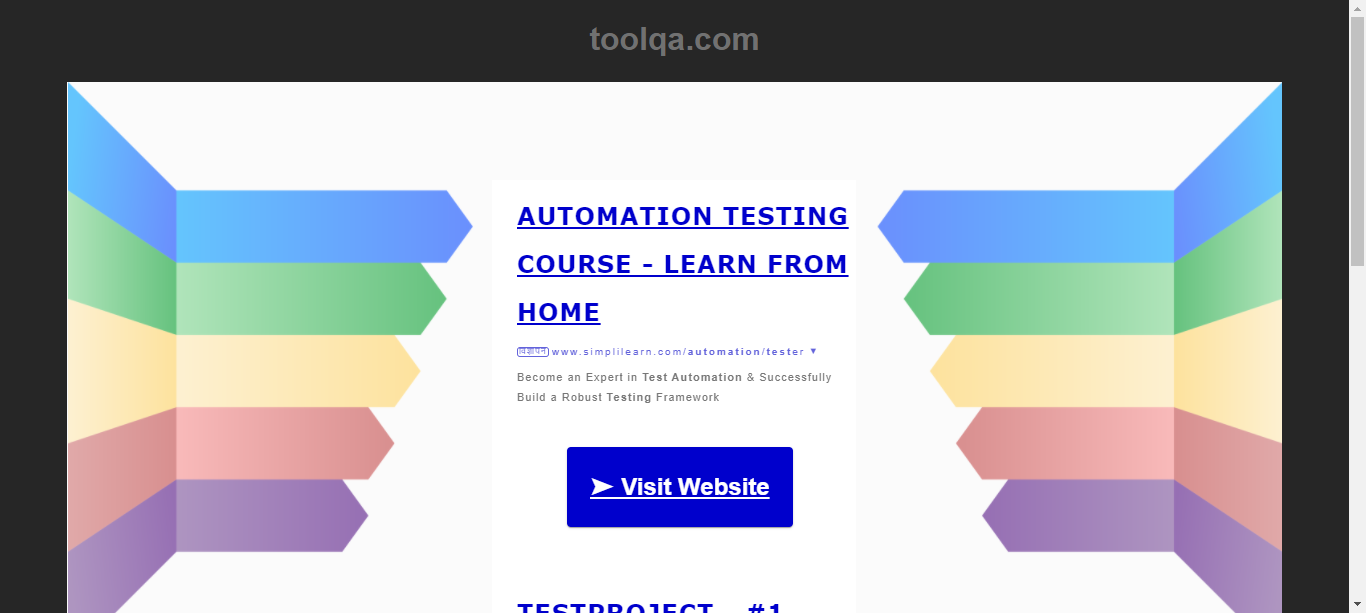 toolqa.com
AUTOMATION TESTING
COURSE - LEARN FROM
HOME
विज्ञापन www.simplilearn.com/automation/tester ▼
Become an Expert in Test Automation & Successfully
Build a Robust Testing Framework
➤ Visit Website
TESTPROJECT - #1